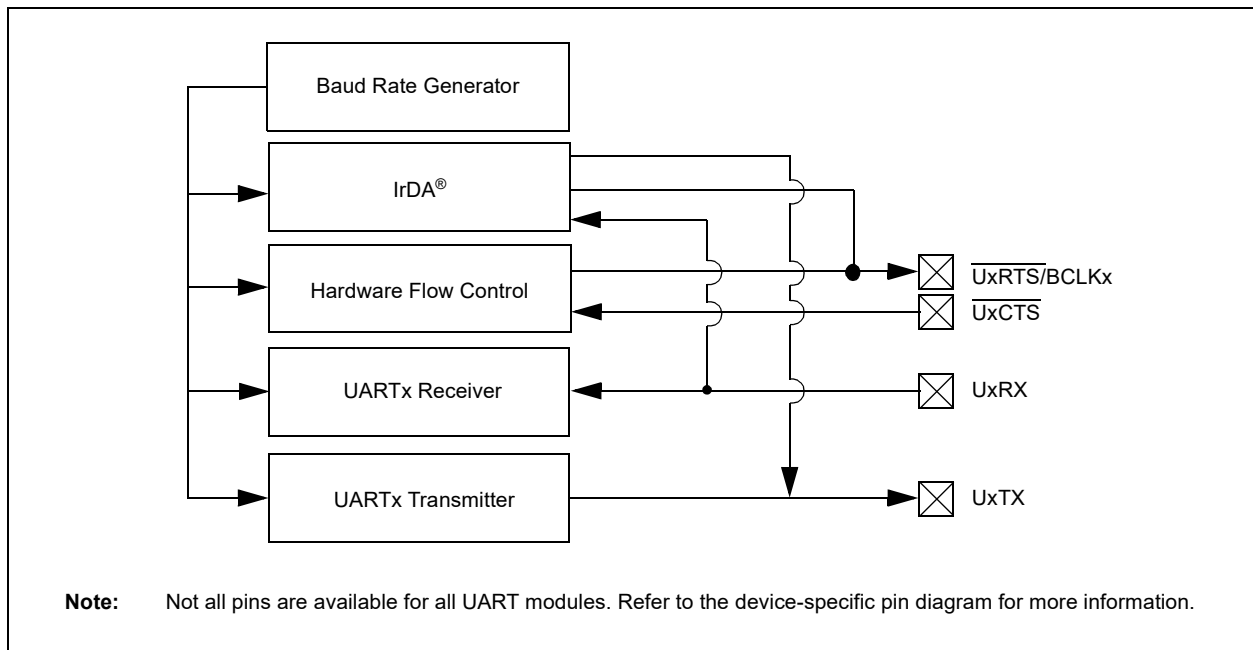 Baud Rate Generator
IrDA®
Hardware Flow Control
UxRTS/BCLKx
UxCTS
UARTx Receiver
UxRX
UARTx Transmitter
UxTX
Note: Not all pins are available for all UART modules. Refer to the device-specific pin diagram for more information.